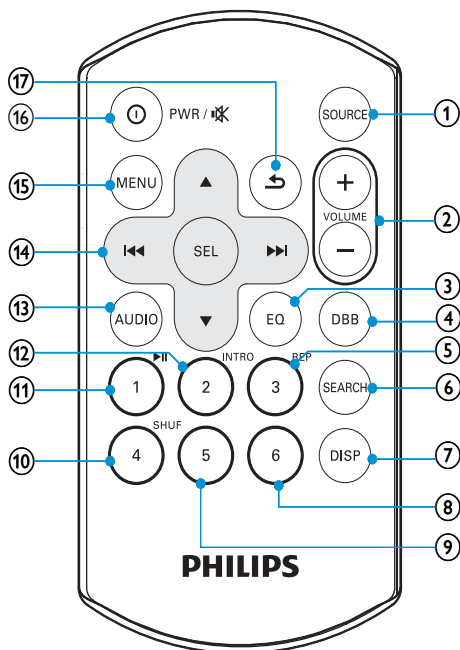 17
16
PWR /
SOURCE
1
15
MENU
+
VOLUME
−
2
14
SEL
3
13
AUDIO
EQ
DBB
4
12
INTRO
REP
5
11
1
2
3
SEARCH
6
SHUF
10
4
5
6
DISP
7
8
9
PHILIPS